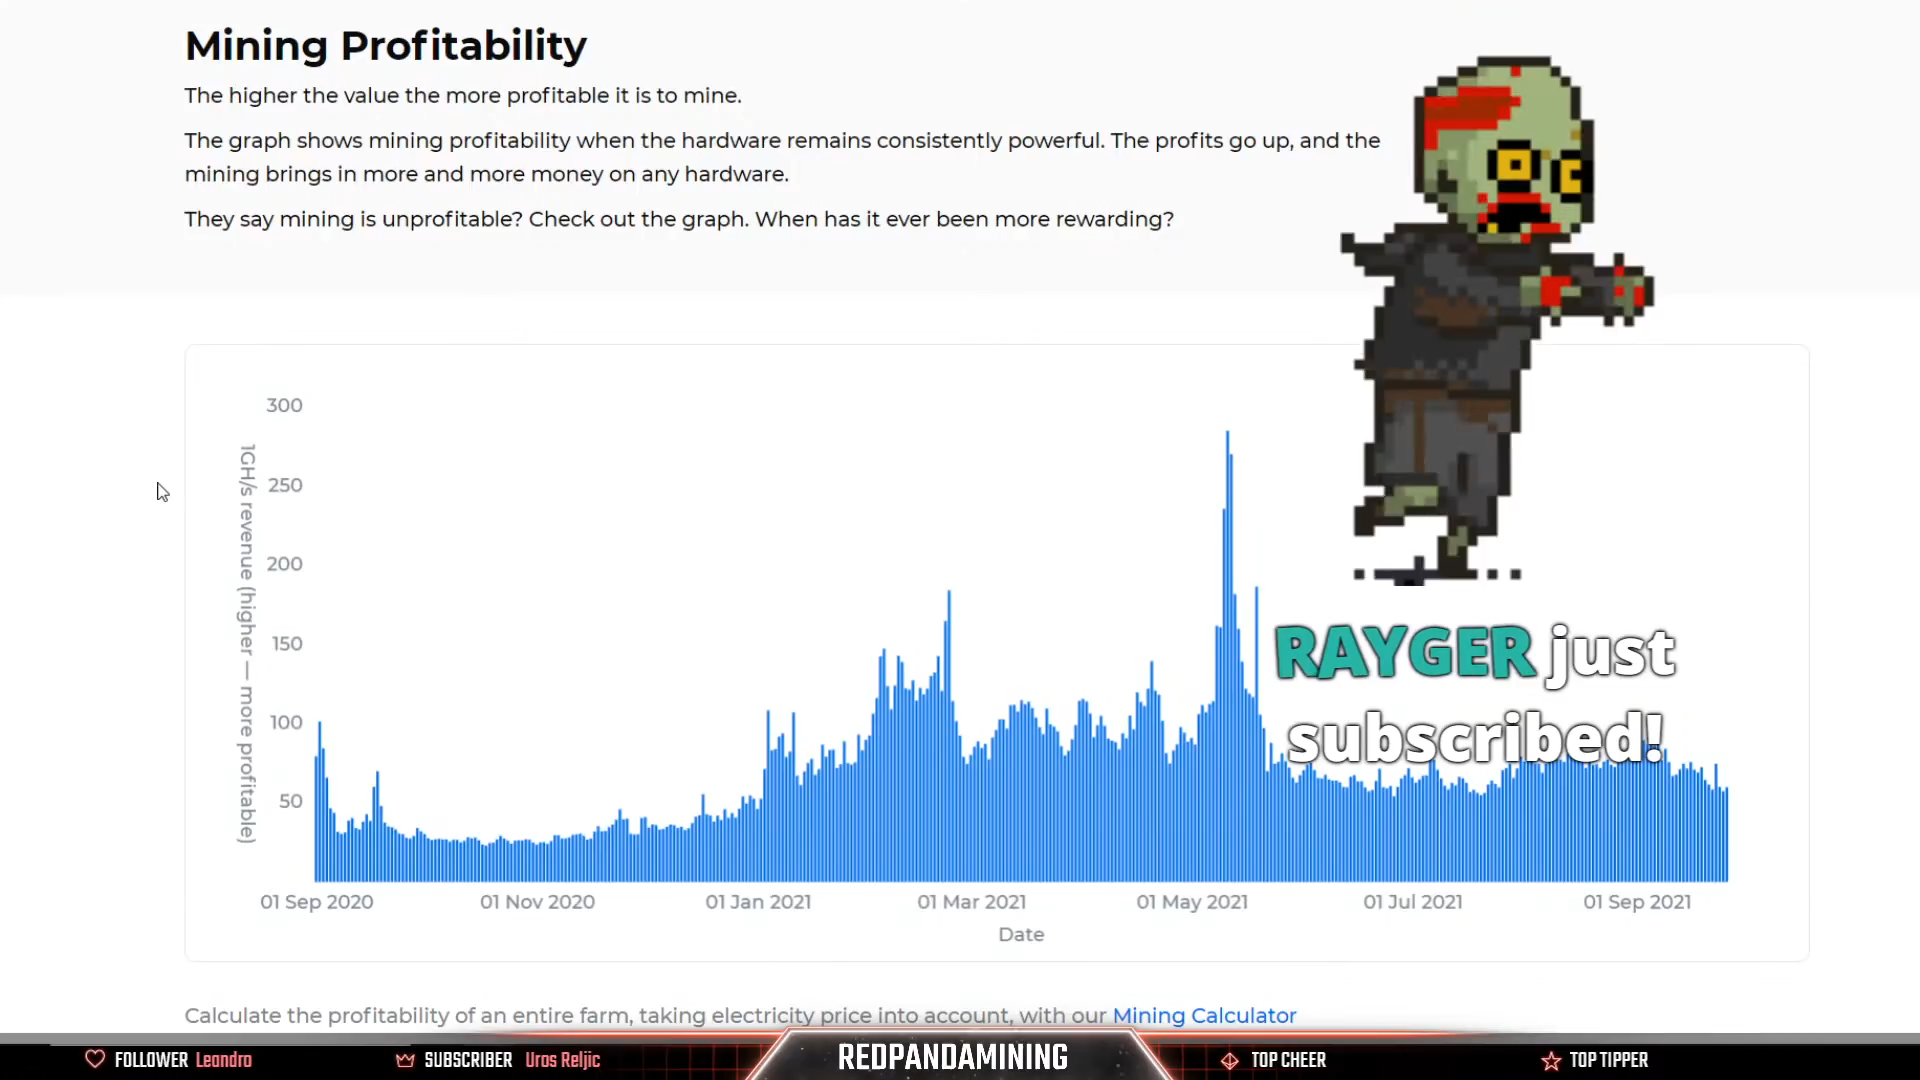 Mining Profitability
The higher the value the more profitable it is to mine.
The graph shows mining profitability when the hardware remains consistently powerful. The profits go up, and the
mining brings in more and more money on any hardware.
They say mining is unprofitable? Check out the graph. When has it ever been more rewarding?
300
250
200
150
100
50
1GH/s revenue (higher — more profitable)
RAYGER just
subscribed!
01 Sep 2020
01 Nov 2020
01 Jan 2021
01 Mar 2021
01 May 2021
01 Jul 2021
01 Sep 2021
Date
Calculate the profitability of an entire farm, taking electricity price into account, with our Mining Calculator
FOLLOWER Leandro
SUBSCRIBER Uros Reljic
REDPANDAMINING
TOP CHEER
TOP TIPPER